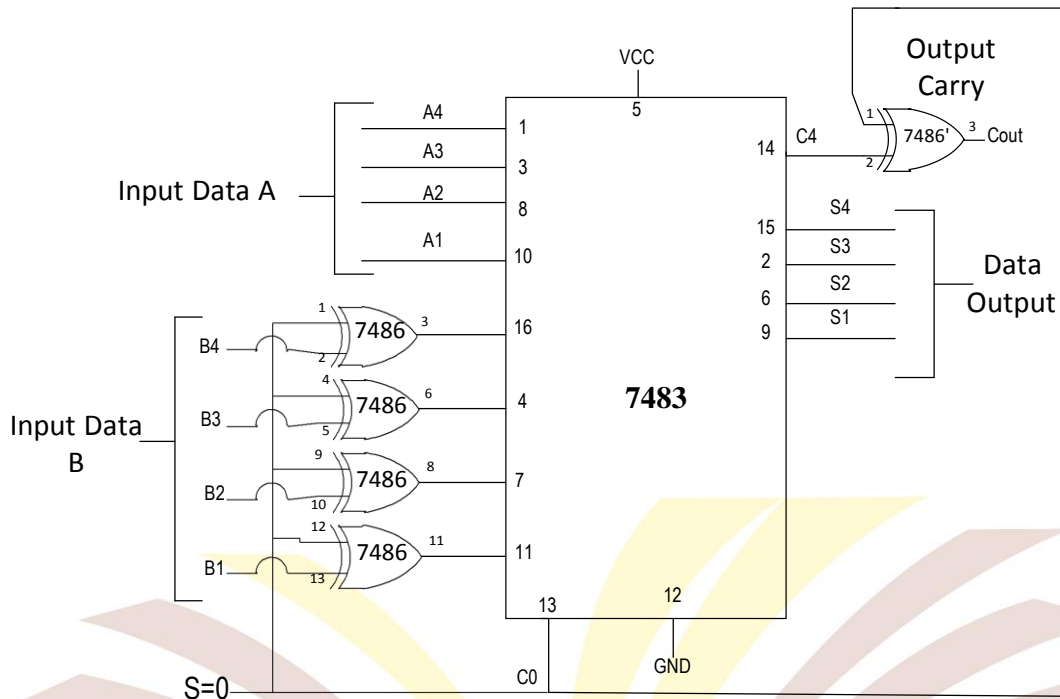 Output
Carry
VCC
5
A4
1
A3
3
Input Data A
A2
8
A1
10
C4
14
1
2
7486'
3
Cout
S4
15
S3
2
S2
6
S1
9
Data
Output
Input Data
B
B4
1
2
7486
3
16
B3
4
5
7486
6
4
B2
9
10
7486
8
7
B1
12
13
7486
11
11
7483
13
12
C0
GND
S=0